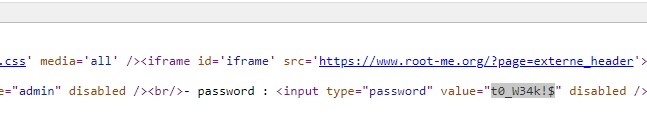 .css' media='all' /><iframe id='iframe' src='https://www.root-me.org/?page=externe_header'>
e="admin" disabled /><br/>- password : <input type="password" value="t0_W34k!$" disabled />